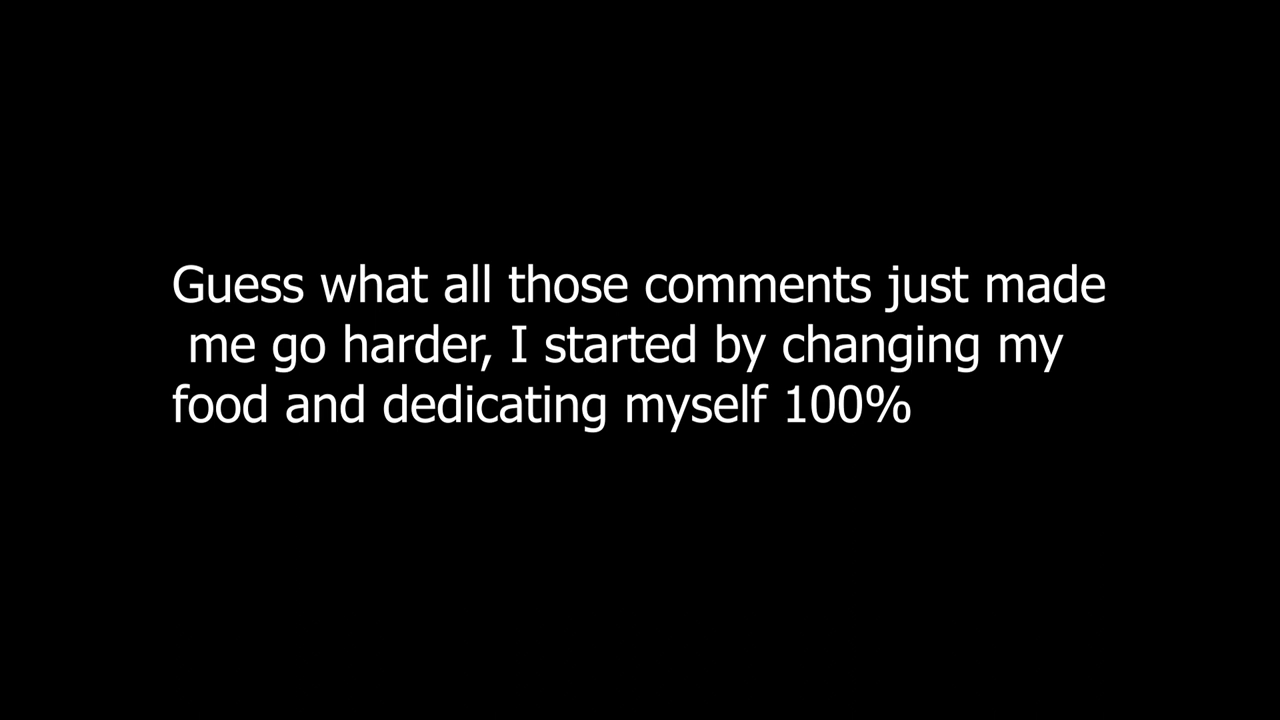 Guess what all those comments just made
me go harder, I started by changing my
food and dedicating myself 100%